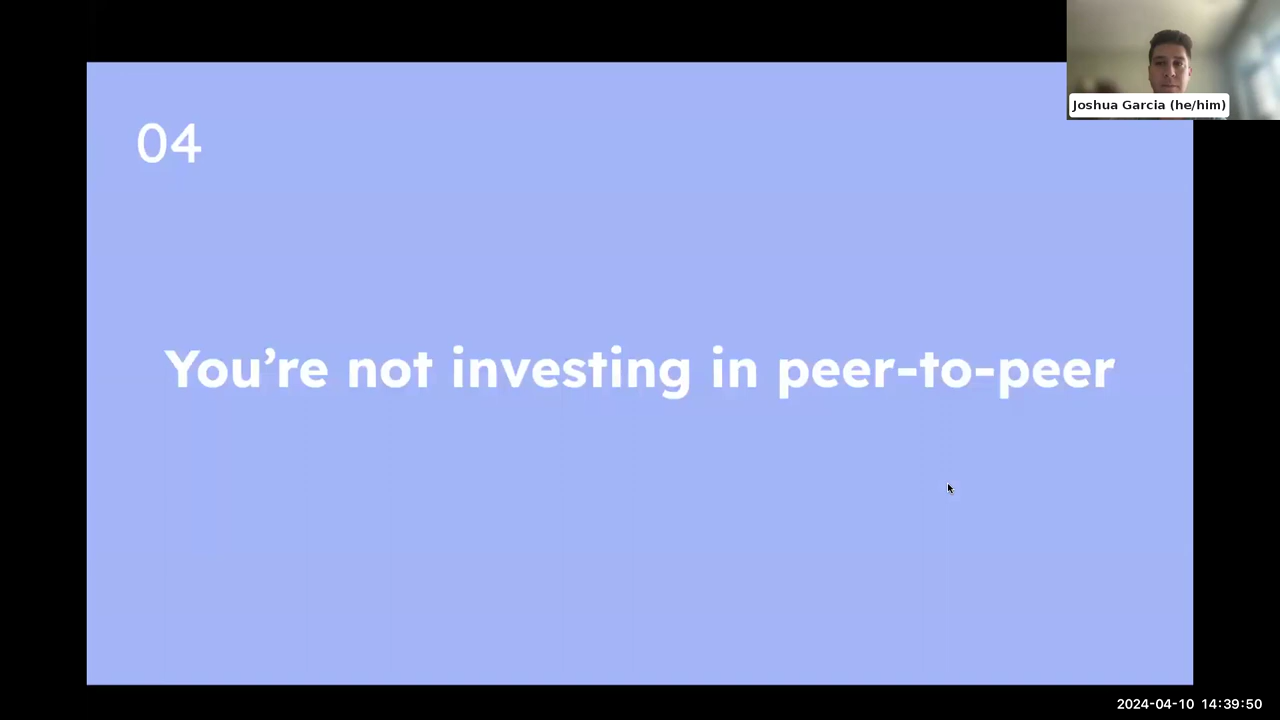 Joshua Garcia (he/him)
04
You’re not investing in peer-to-peer
2024-04-10 14:39:50